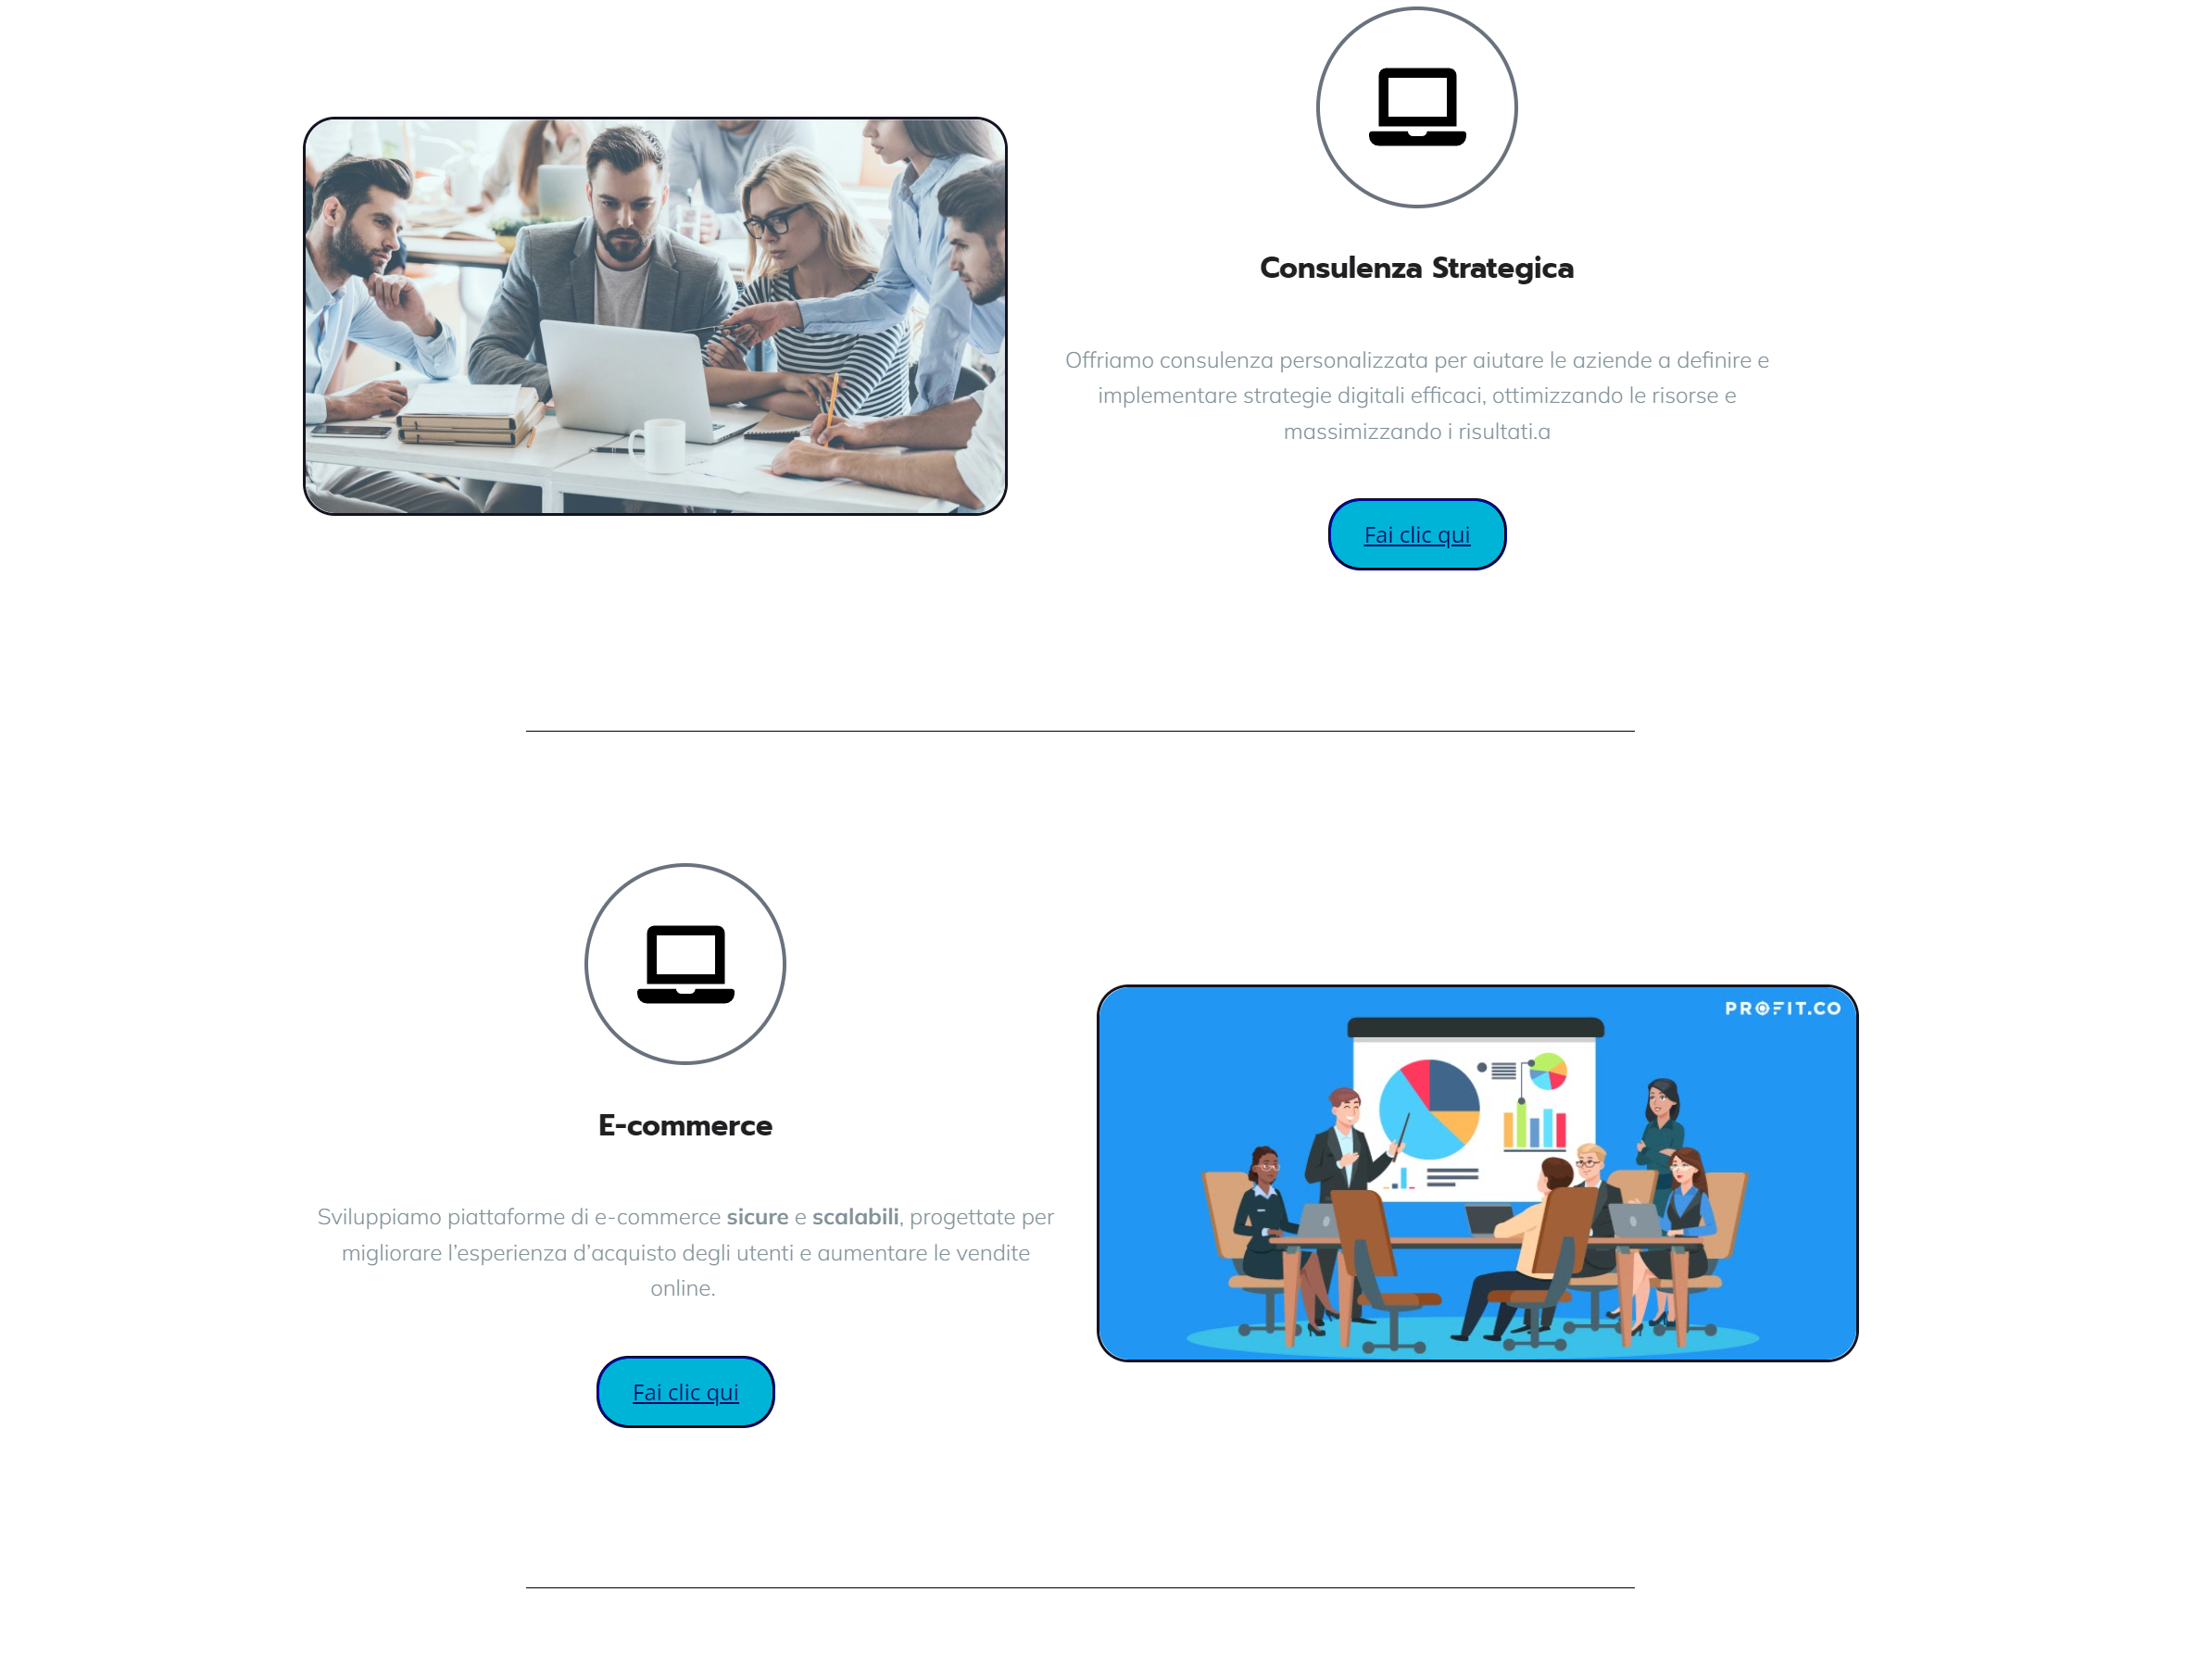 Consulenza Strategica
Offriamo consulenza personalizzata per aiutare le aziende a definire e
implementare strategie digitali efficaci, ottimizzando le risorse e
massimizzando i risultati.a
Fai clic qui
E-commerce
Sviluppiamo piattaforme di e-commerce sicure e scalabili, progettate per
migliorare l’esperienza d’acquisto degli utenti e aumentare le vendite
online.
Fai clic qui
PROFIT.CO